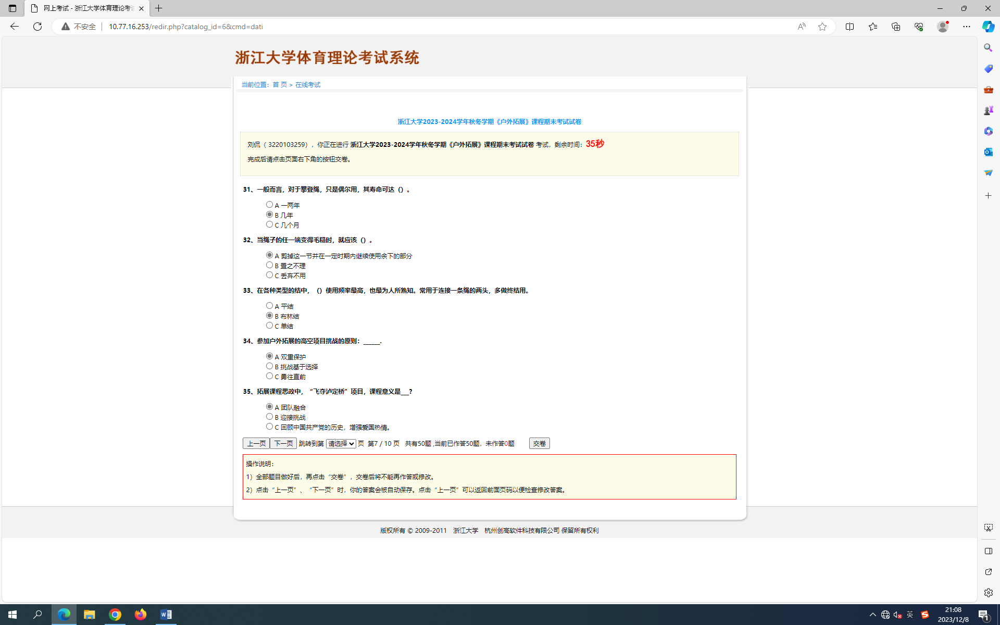 网上考试 - 浙江大学体育理论考试
不安全 10.77.16.253/redir.php?catalog_id=6&cmd=dati
浙江大学体育理论考试系统
当前位置：首 页 > 在线考试
浙江大学2023-2024学年秋冬学期《户外拓展》课程期末考试试卷
刘侃（ 3220103259），你正在进行 浙江大学2023-2024学年秋冬学期《户外拓展》课程期末考试试卷 考试，剩余时间：35秒
完成后请点击页面右下角的按钮交卷。
31、一般而言，对于攀登绳，只是偶尔用，其寿命可达（）。
A 一两年
B 几年
C 几个月
32、当绳子的任一端变得毛糙时，就应该（）。
A 剪掉这一节并在一定时期内继续使用余下的部分
B 置之不理
C 丢弃不用
33、在各种类型的结中，（）使用频率最高，也最为人所熟知。常用于连接一条绳的两头，多做终结用。
A 平结
B 布林结
C 单结
34、参加户外拓展的高空项目挑战的原则：______.
A 双重保护
B 挑战基于选择
C 勇往直前
35、拓展课程思政中，“飞夺泸定桥”项目，课程意义是___?
A 团队融合
B 迎接挑战
C 回顾中国共产党的历史，增强爱国热情。
上一页 下一页 跳转到第 请选择 页 第7 / 10 页 共有50题 ,当前已作答50题，未作答0题 交卷
操作说明：
1）全部题目做好后，再点击“交卷”，交卷后将不能再作答或修改。
2）点击“上一页”、“下一页”时，你的答案会被自动保存。点击“上一页”可以返回前面页码以便检查修改答案。
版权所有 © 2009-2011 浙江大学 杭州创高软件科技有限公司 保留所有权利
英
21:08
2023/12/8
1